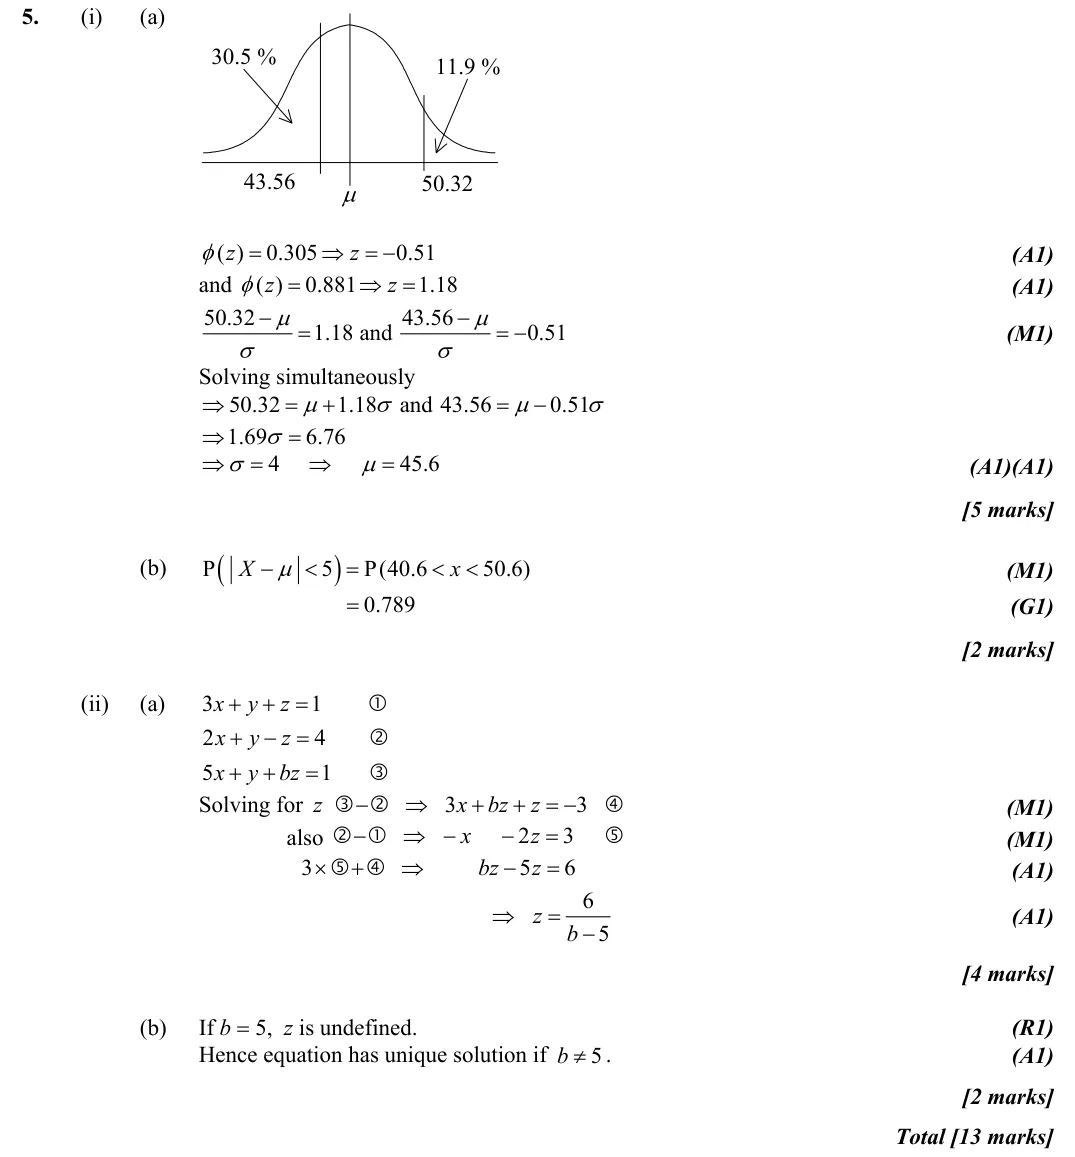 5. (i) (a)
30.5 %
11.9 %
43.56
μ
50.32
ϕ(z) = 0.305 ⇒ z = −0.51 (A1)
and ϕ(z) = 0.881 ⇒ z = 1.18 (A1)
(50.32 − μ)/σ = 1.18 and (43.56 − μ)/σ = −0.51 (M1)
Solving simultaneously
⇒ 50.32 = μ + 1.18σ and 43.56 = μ − 0.51σ
⇒ 1.69σ = 6.76
⇒ σ = 4 ⇒ μ = 45.6 (A1)(A1)
[5 marks]
(b) P(|X − μ| < 5) = P(40.6 < x < 50.6) (M1)
= 0.789 (G1)
[2 marks]
(ii) (a) 3x + y + z = 1 ①
2x + y − z = 4 ②
5x + y + bz = 1 ③
Solving for z ③−② ⇒ 3x + bz + z = −3 ④ (M1)
also ②−① ⇒ −x − 2z = 3 ⑤ (M1)
3×⑤+④ ⇒ bz − 5z = 6 (A1)
⇒ z = 6/(b − 5) (A1)
[4 marks]
(b) If b = 5, z is undefined. (R1)
Hence equation has unique solution if b ≠ 5. (A1)
[2 marks]
Total [13 marks]